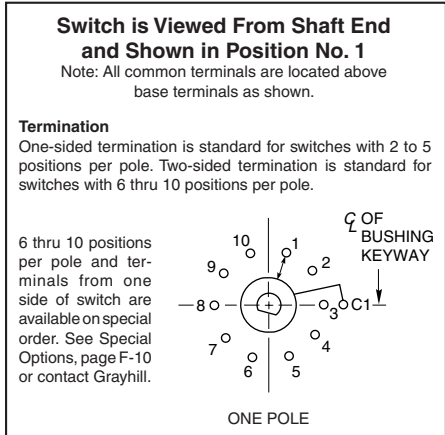 Switch is Viewed From Shaft End
and Shown in Position No. 1
Note: All common terminals are located above
base terminals as shown.
Termination
One-sided termination is standard for switches with 2 to 5
positions per pole. Two-sided termination is standard for
switches with 6 thru 10 positions per pole.
6 thru 10 positions
per pole and ter-
minals from one
side of switch are
available on special
order. See Special
Options, page F-10
or contact Grayhill.
℄ OF
BUSHING
KEYWAY
10
1
9
2
8
3
C1
7
4
6
5
ONE POLE